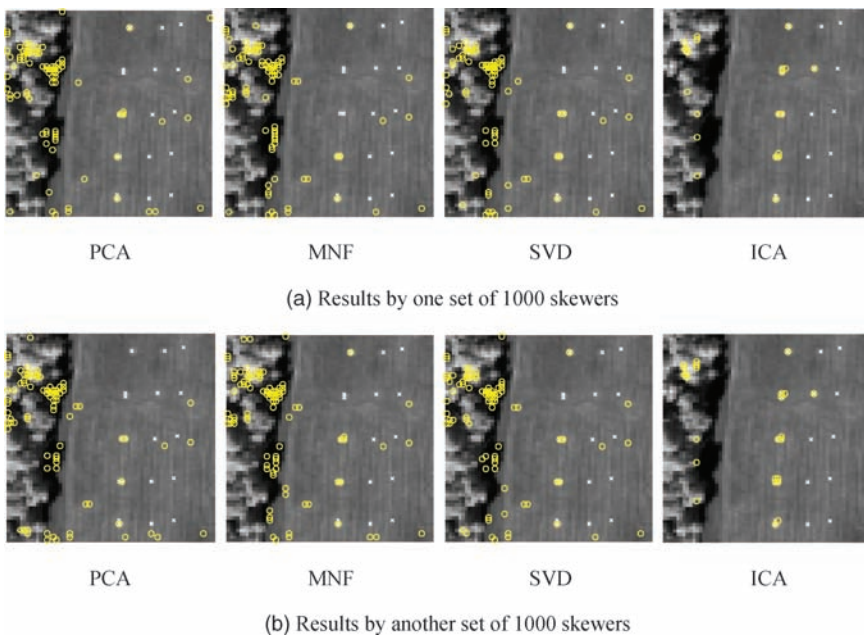 PCA MNF SVD ICA
(a) Results by one set of 1000 skewers
PCA MNF SVD ICA
(b) Results by another set of 1000 skewers